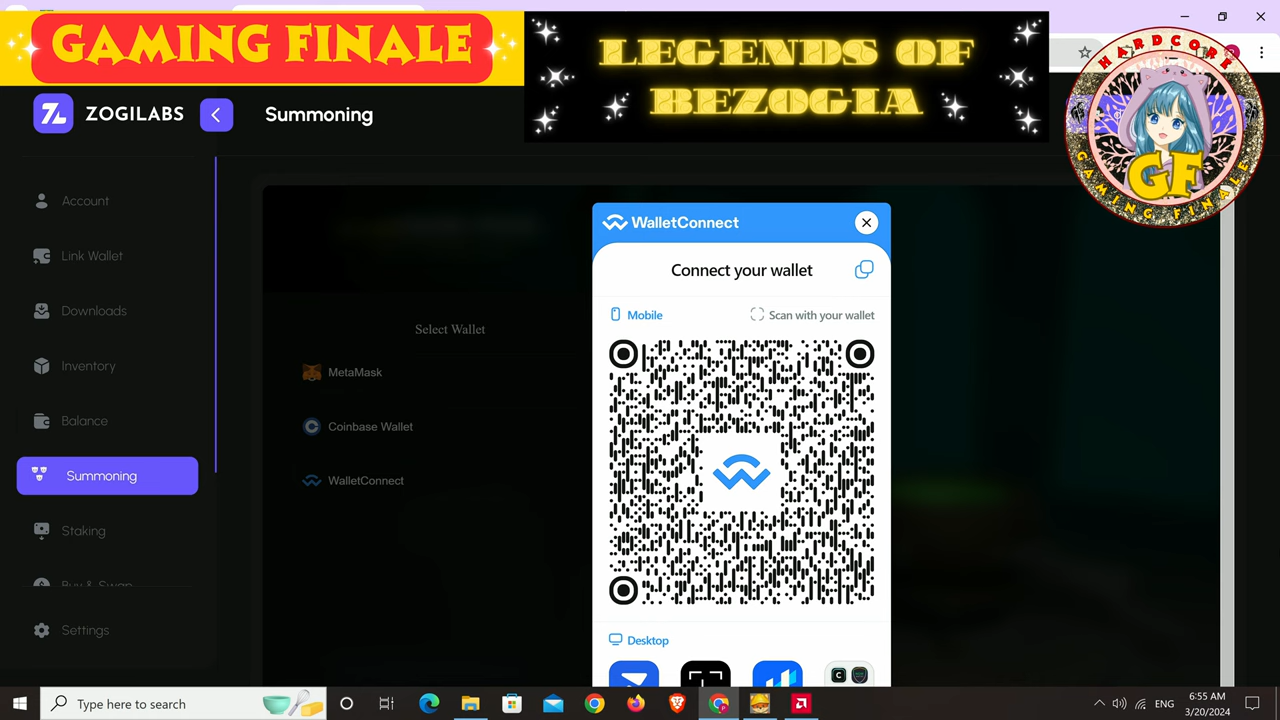 GAMING FINALE
LEGENDS OF
BEZOGIA
HARDCORE
GF
GAMING FINALE
ZOGILABS
Summoning
Account
Link Wallet
Downloads
Inventory
Balance
Summoning
Staking
Buy & Swap
Settings
Select Wallet
MetaMask
Coinbase Wallet
WalletConnect
WalletConnect
Connect your wallet
Mobile
Scan with your wallet
Desktop
Type here to search
ENG
6:55 AM
3/20/2024